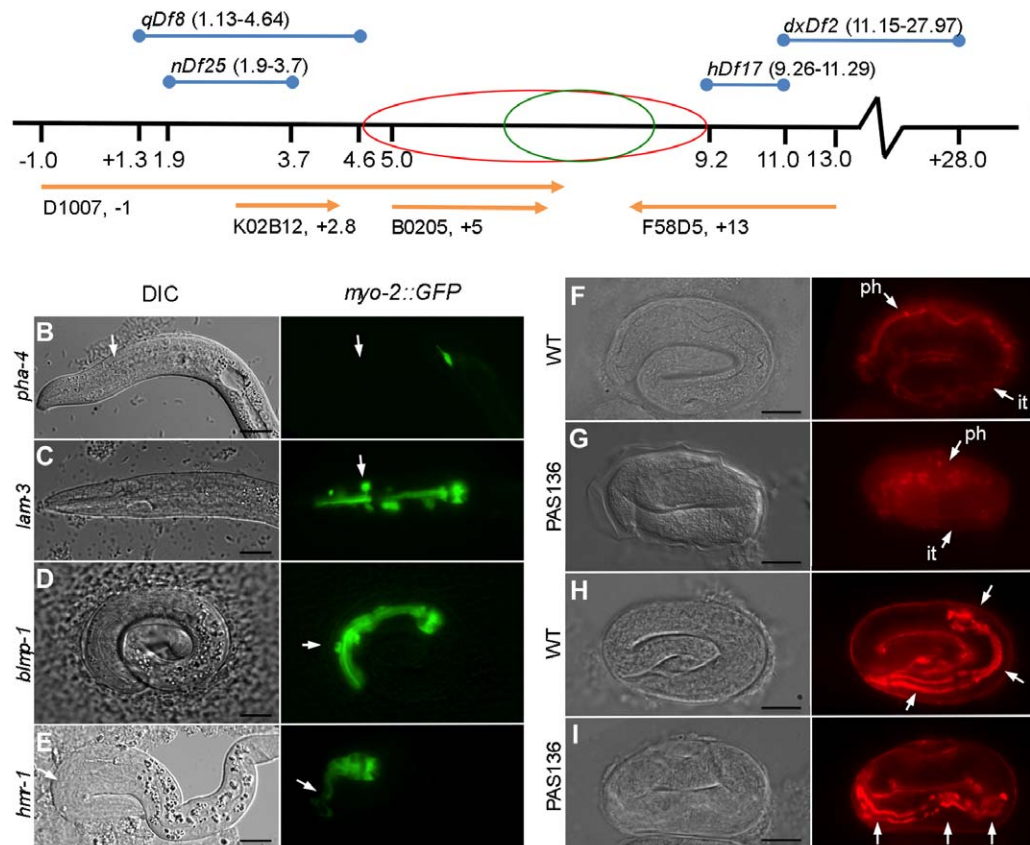 qDf8 (1.13-4.64)
dxDf2 (11.15-27.97)
nDf25 (1.9-3.7)
hDf17 (9.26-11.29)
-1.0 +1.3 1.9 3.7 4.6 5.0 9.2 11.0 13.0 +28.0
D1007, -1
K02B12, +2.8
B0205, +5
F58D5, +13
DIC
myo-2::GFP
B
pha-4
C
lam-3
D
blmp-1
E
hmr-1
F
WT
ph
it
G
PAS136
ph
it
H
WT
I
PAS136